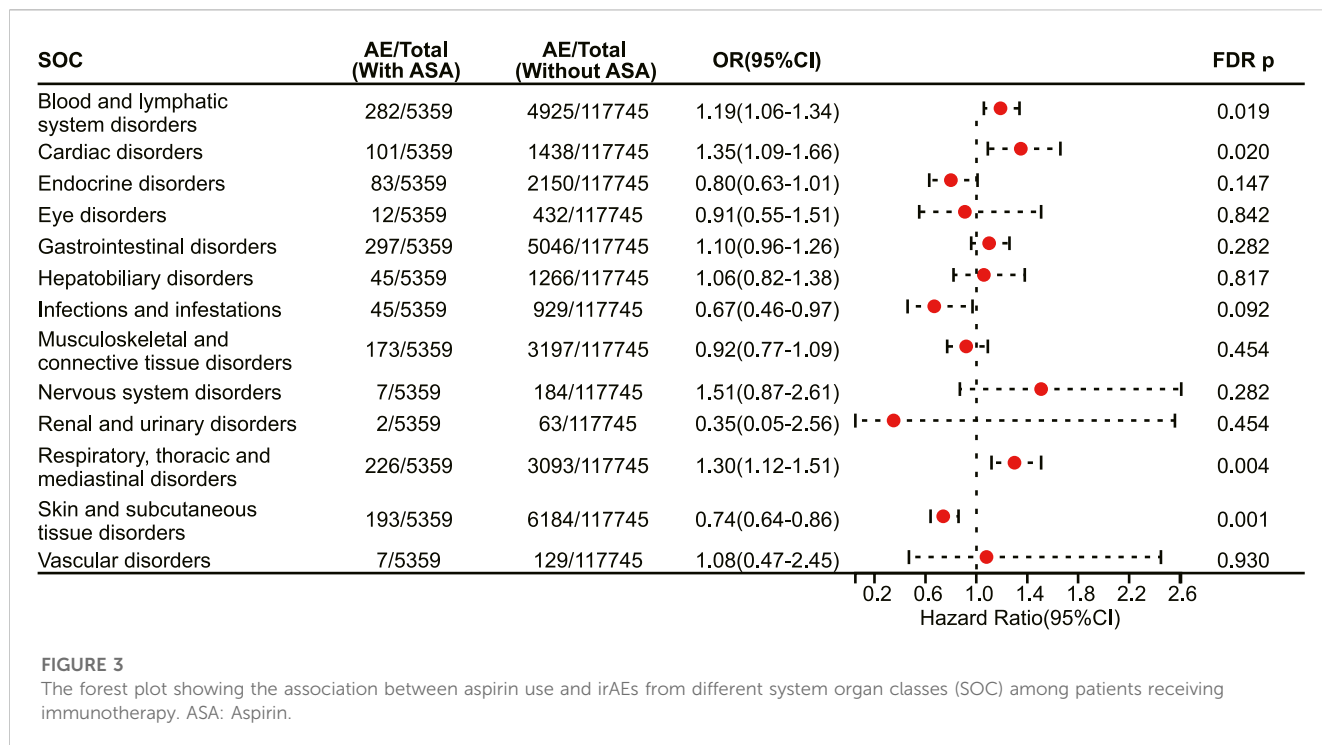 SOC AE/Total (With ASA) AE/Total (Without ASA) OR(95%CI) FDR p
Blood and lymphatic system disorders 282/5359 4925/117745 1.19(1.06-1.34) 0.019
Cardiac disorders 101/5359 1438/117745 1.35(1.09-1.66) 0.020
Endocrine disorders 83/5359 2150/117745 0.80(0.63-1.01) 0.147
Eye disorders 12/5359 432/117745 0.91(0.55-1.51) 0.842
Gastrointestinal disorders 297/5359 5046/117745 1.10(0.96-1.26) 0.282
Hepatobiliary disorders 45/5359 1266/117745 1.06(0.82-1.38) 0.817
Infections and infestations 45/5359 929/117745 0.67(0.46-0.97) 0.092
Musculoskeletal and connective tissue disorders 173/5359 3197/117745 0.92(0.77-1.09) 0.454
Nervous system disorders 7/5359 184/117745 1.51(0.87-2.61) 0.282
Renal and urinary disorders 2/5359 63/117745 0.35(0.05-2.56) 0.454
Respiratory, thoracic and mediastinal disorders 226/5359 3093/117745 1.30(1.12-1.51) 0.004
Skin and subcutaneous tissue disorders 193/5359 6184/117745 0.74(0.64-0.86) 0.001
Vascular disorders 7/5359 129/117745 1.08(0.47-2.45) 0.930
0.2 0.6 1.0 1.4 1.8 2.2 2.6
Hazard Ratio(95%CI)
FIGURE 3
The forest plot showing the association between aspirin use and irAEs from different system organ classes (SOC) among patients receiving
immunotherapy. ASA: Aspirin.